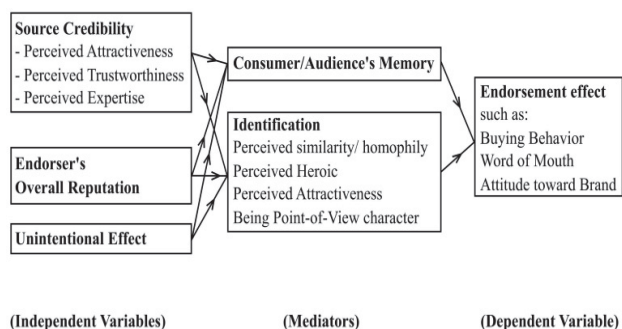 Source Credibility
- Perceived Attractiveness
- Perceived Trustworthiness
- Perceived Expertise
Endorser's
Overall Reputation
Unintentional Effect
(Independent Variables)
Consumer/Audience's Memory
Identification
Perceived similarity/ homophily
Perceived Heroic
Perceived Attractiveness
Being Point-of-View character
(Mediators)
Endorsement effect
such as:
Buying Behavior
Word of Mouth
Attitude toward Brand
(Dependent Variable)